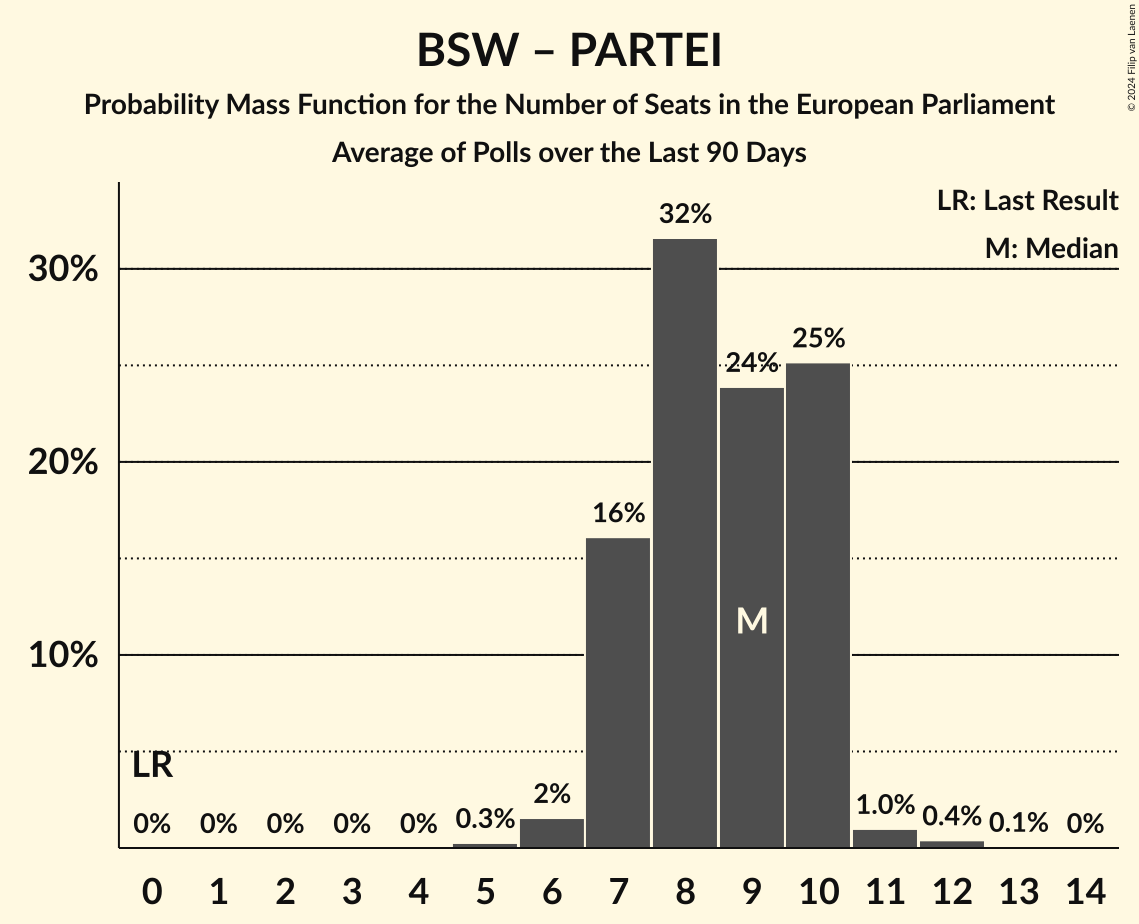 BSW – PARTEI
Probability Mass Function for the Number of Seats in the European Parliament
Average of Polls over the Last 90 Days
© 2024 Filip van Laenen
LR: Last Result
M: Median
32%
30%
25%
24%
20%
16%
M
10%
LR
0% 0% 0% 0% 0% 0.3% 2% 1.0% 0.4% 0.1% 0%
0 1 2 3 4 5 6 7 8 9 10 11 12 13 14